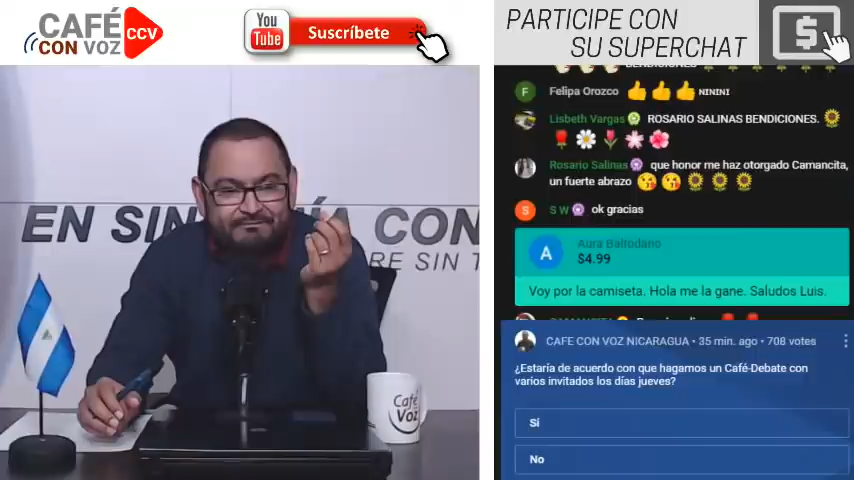 CAFÉ
CON VOZ
CCV
You
Tube
Suscríbete
PARTICIPE CON
SU SUPERCHAT
$
EN SIN
ÍA CON
RE SIN T
Café
Voz
BENDICIONES
F Felipa Orozco NININI
Lisbeth Vargas ROSARIO SALINAS BENDICIONES.
Rosario Salinas que honor me haz otorgado Camancita,
un fuerte abrazo
S S W ok gracias
A Aura Baltodano
$4.99
Voy por la camiseta. Hola me la gane. Saludos Luis.
CAFE CON VOZ NICARAGUA • 35 min. ago • 708 votes
¿Estaría de acuerdo con que hagamos un Café-Debate con
varios invitados los días jueves?
Sí
No